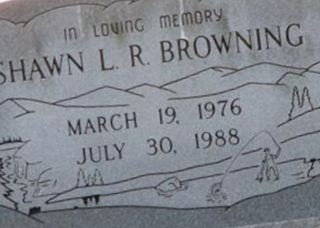 IN LOVING MEMORY
SHAWN L. R. BROWNING
MARCH 19, 1976
JULY 30, 1988